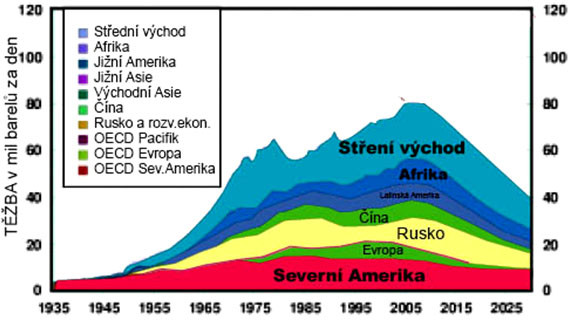 120
120
100
100
80
80
60
60
40
40
20
20
0
0
TĚŽBA v mil barelů za den
Střední východ
Afrika
Jižní Amerika
Jižní Asie
Východní Asie
Čína
Rusko a rozv.ekon.
OECD Pacifik
OECD Evropa
OECD Sev.Amerika
Stření východ
Afrika
Latinská Amerika
Čína
Rusko
Evropa
Severní Amerika
1935 1945 1955 1965 1975 1985 1995 2005 2015 2025